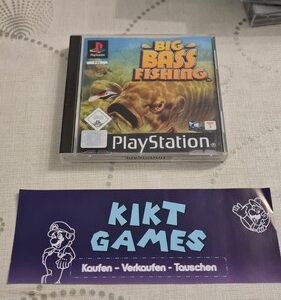 BIG
BASS
FISHING
PlayStation
KIKT
GAMES
Kaufen - Verkaufen - Tauschen